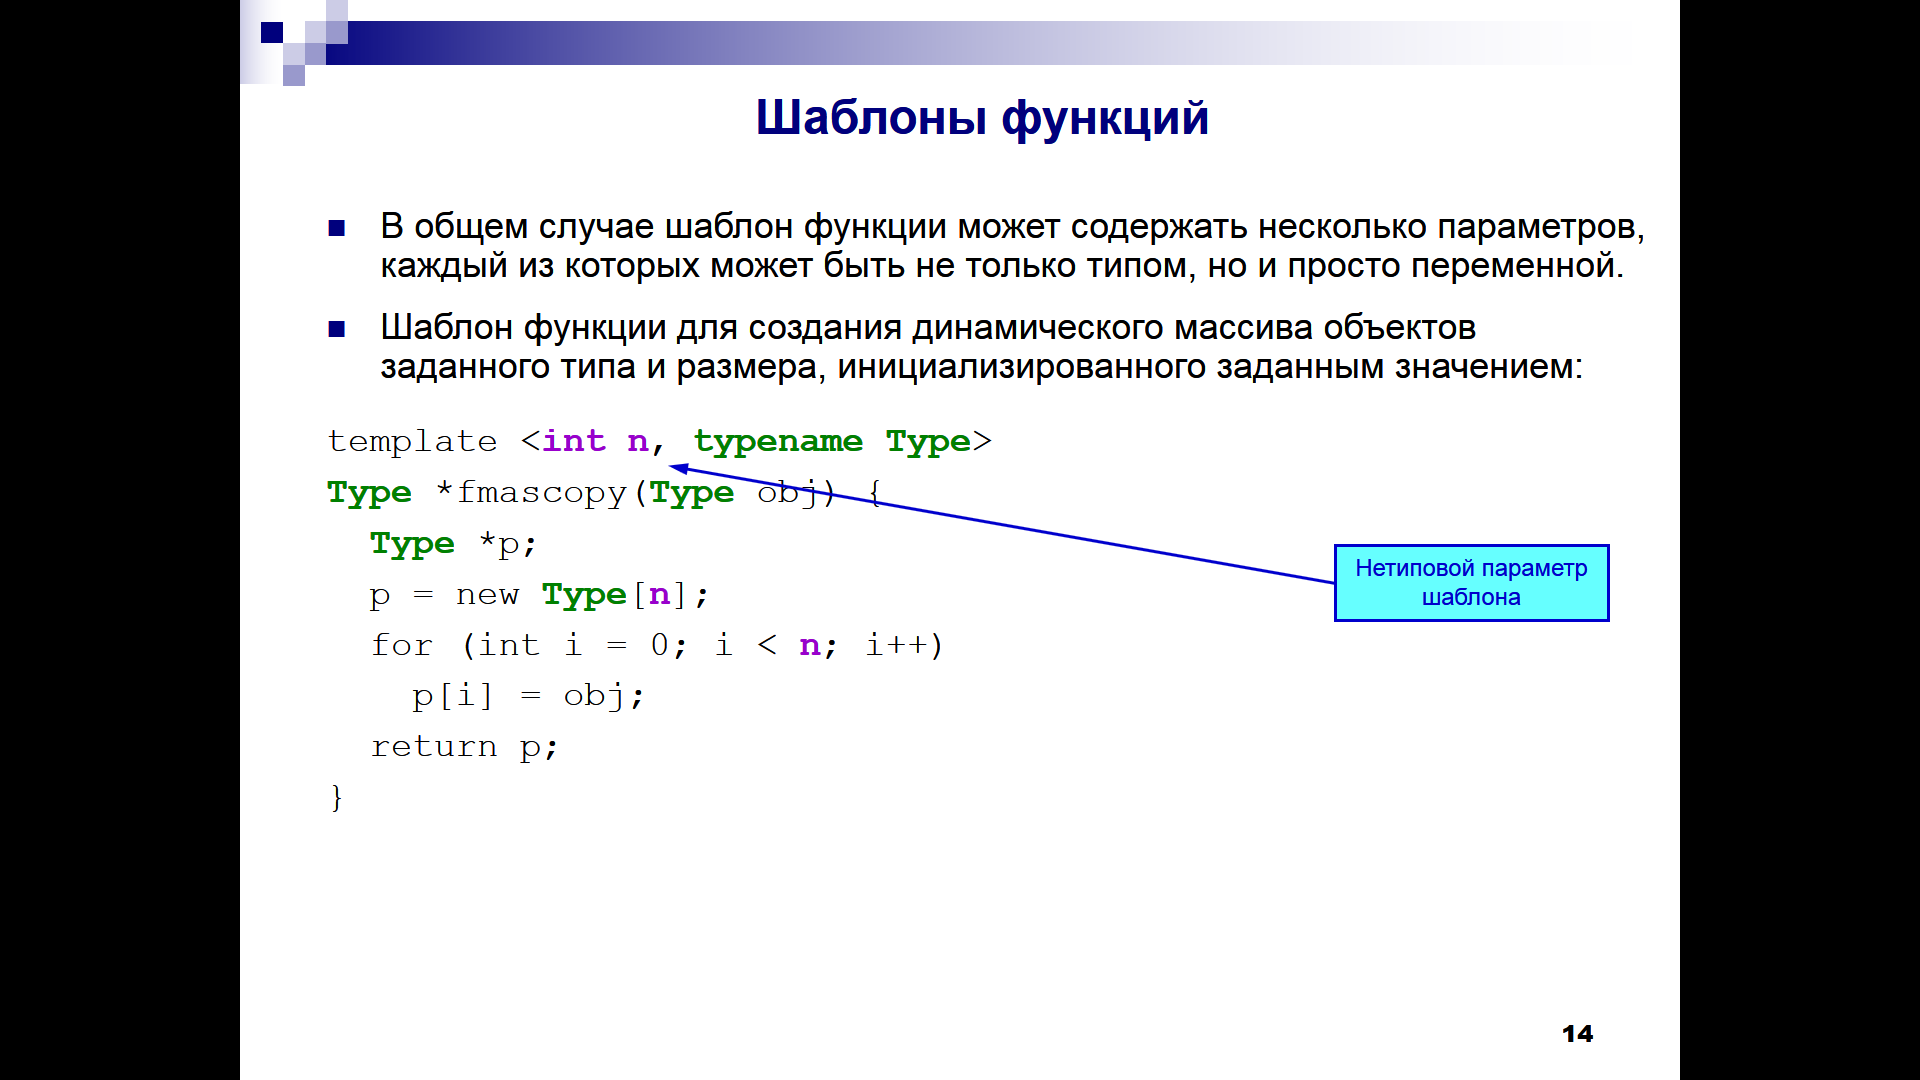 Шаблоны функций
В общем случае шаблон функции может содержать несколько параметров,
каждый из которых может быть не только типом, но и просто переменной.
Шаблон функции для создания динамического массива объектов
заданного типа и размера, инициализированного заданным значением:
template <int n, typename Type>
Type *fmascopy(Type obj) {
  Type *p;
  p = new Type[n];
  for (int i = 0; i < n; i++)
    p[i] = obj;
  return p;
}
Нетиповой параметр
шаблона
14